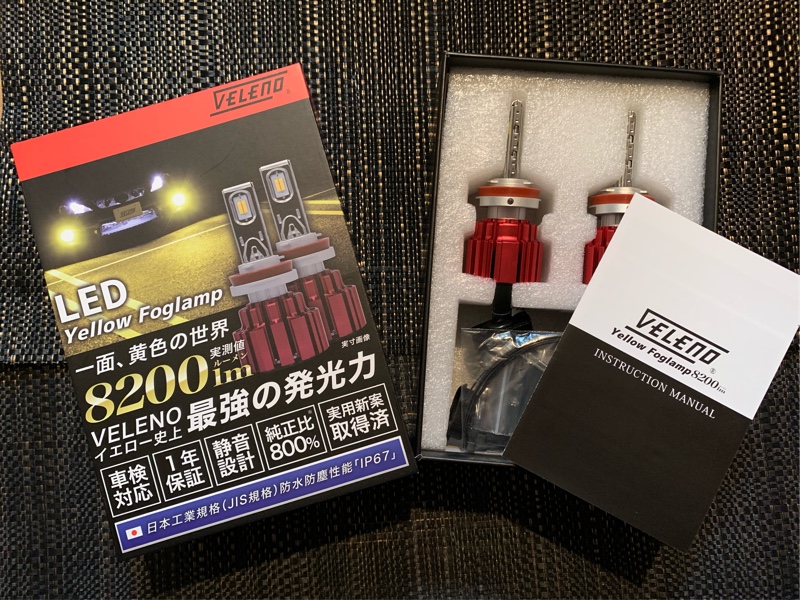 VELENO
LED
Yellow Foglamp
一面、黄色の世界
実寸画像
実測値
ルーメン
8200lm
VELENO
イエロー史上
最強の発光力
車検
対応
1年
保証
静音
設計
純正比
800%
実用新案
取得済
日本工業規格(JIS規格)防水防塵性能「IP67」
VELENO
Yellow Foglamp8200lm
INSTRUCTION MANUAL